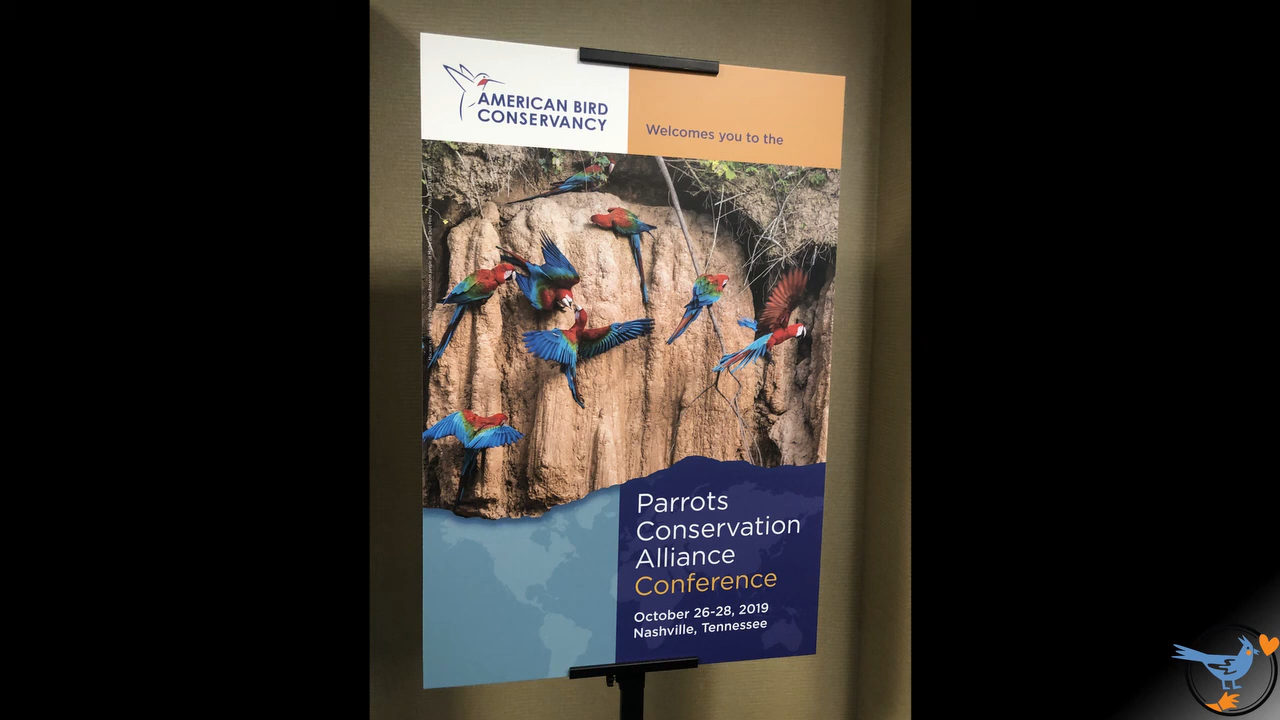 AMERICAN BIRD
CONSERVANCY
Welcomes you to the
Parrots
Conservation
Alliance
Conference
October 26-28, 2019
Nashville, Tennessee